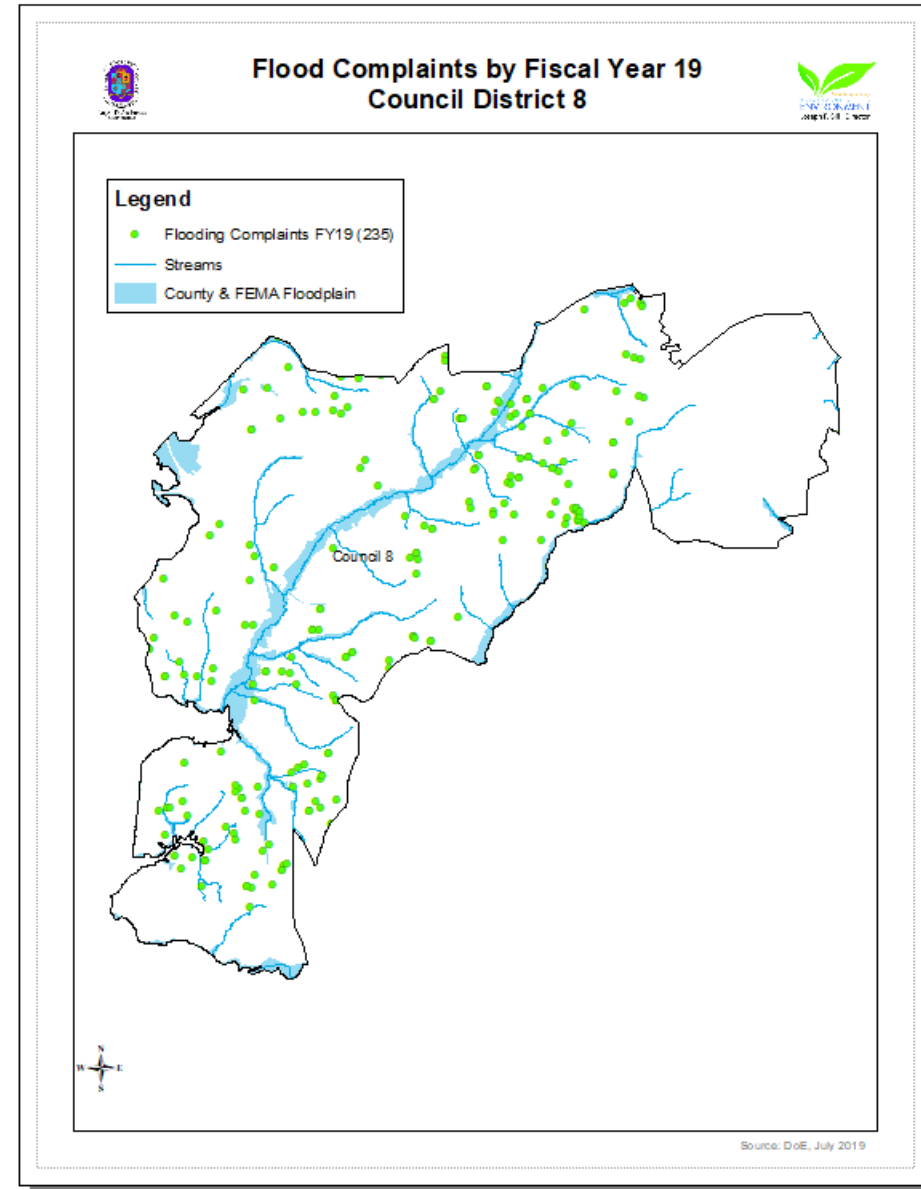 Flood Complaints by Fiscal Year 19
Council District 8
ENVIRONMENT
Legend
Flooding Complaints FY19 (235)
Streams
County & FEMA Floodplain
Council 8
N
W E
S
Source: DoE, July 2019